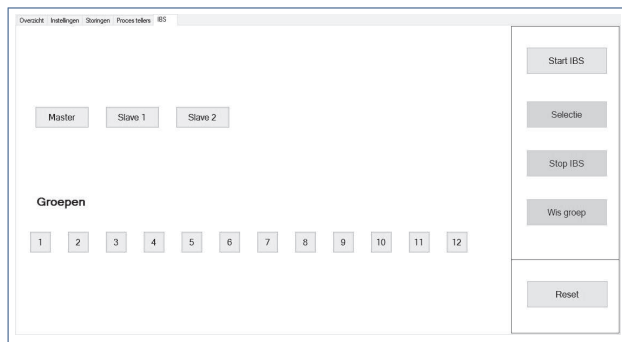 Overzicht Instellingen Storingen Proces tellers IBS
Start IBS
Master Slave 1 Slave 2
Selectie
Stop IBS
Groepen
Wis groep
1 2 3 4 5 6 7 8 9 10 11 12
Reset